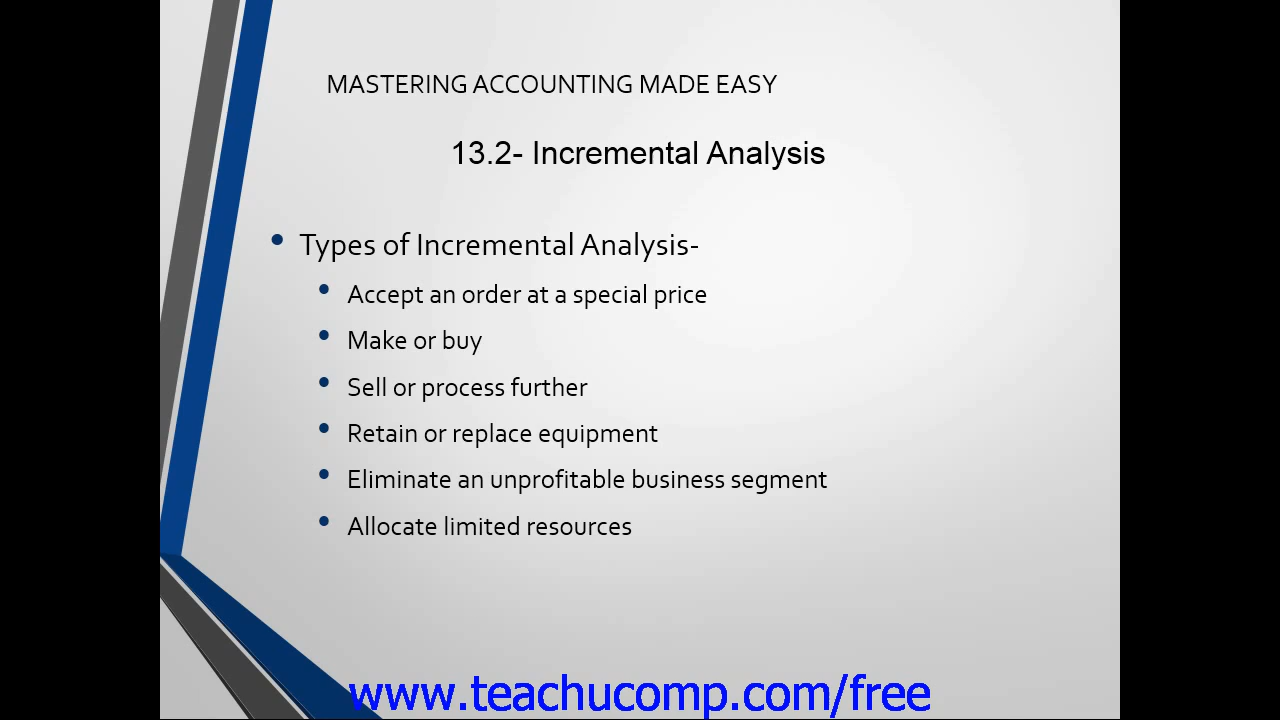 MASTERING ACCOUNTING MADE EASY
13.2- Incremental Analysis
• Types of Incremental Analysis-
• Accept an order at a special price
• Make or buy
• Sell or process further
• Retain or replace equipment
• Eliminate an unprofitable business segment
• Allocate limited resources
www.teachucomp.com/free